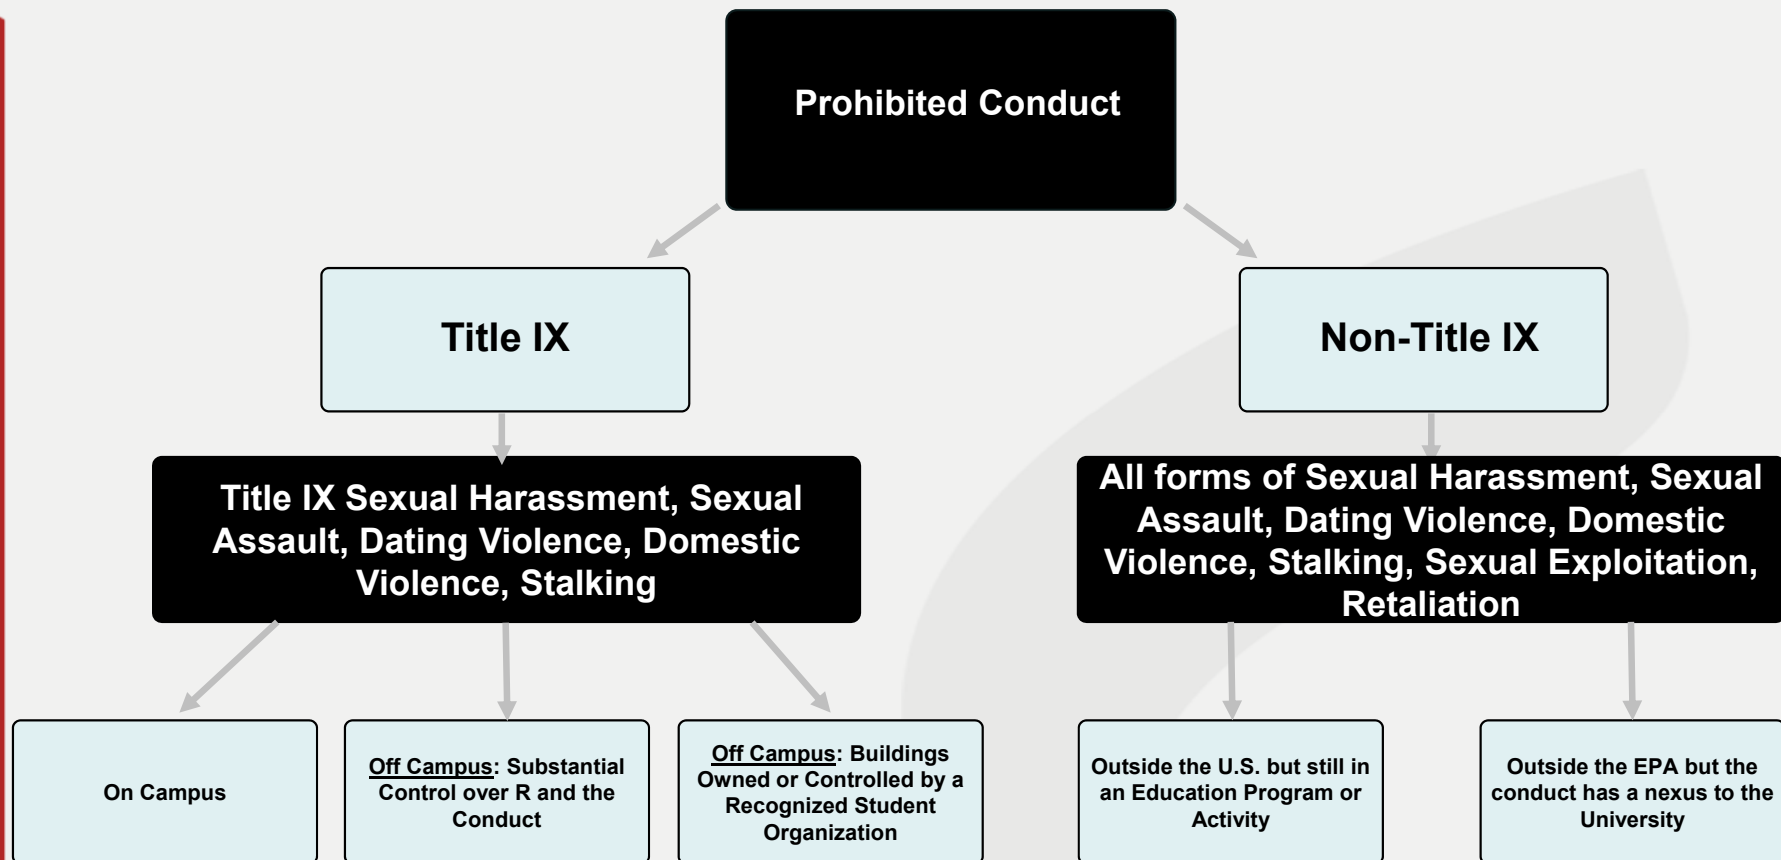 Prohibited Conduct
Title IX
Non-Title IX
Title IX Sexual Harassment, Sexual
Assault, Dating Violence, Domestic
Violence, Stalking
All forms of Sexual Harassment, Sexual
Assault, Dating Violence, Domestic
Violence, Stalking, Sexual Exploitation,
Retaliation
On Campus
Off Campus: Substantial
Control over R and the
Conduct
Off Campus: Buildings
Owned or Controlled by a
Recognized Student
Organization
Outside the U.S. but still in
an Education Program or
Activity
Outside the EPA but the
conduct has a nexus to the
University